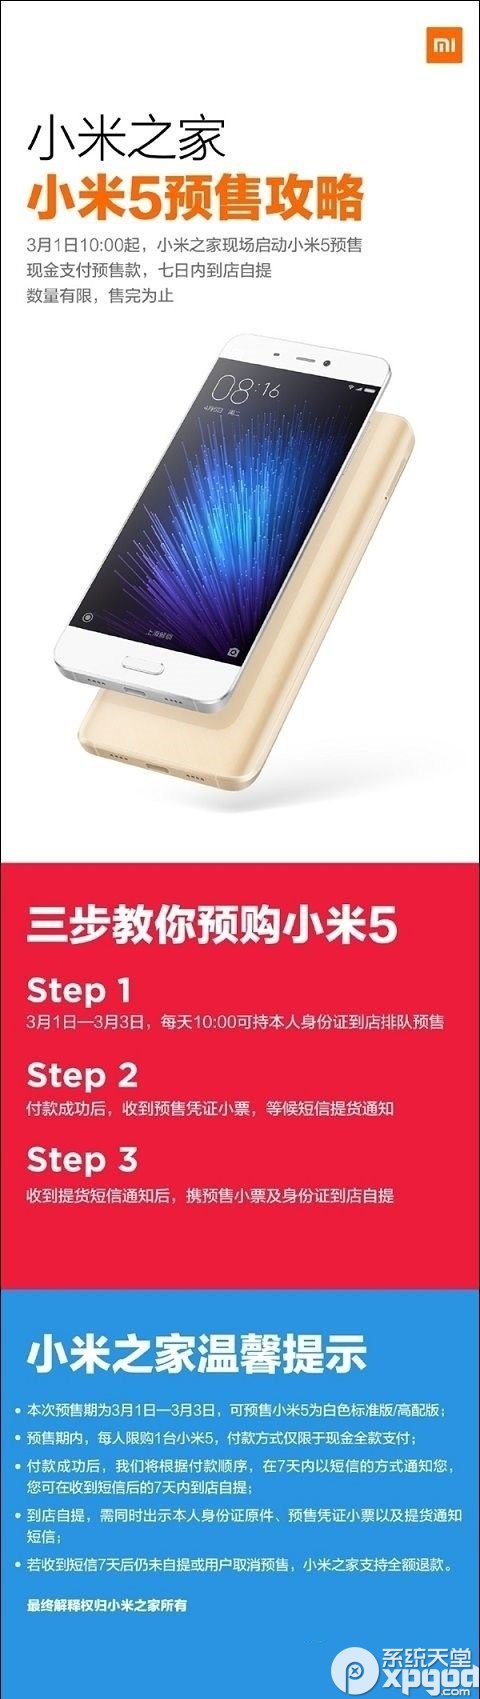 mi
小米之家
小米5预售攻略
3月1日10:00起，小米之家现场启动小米5预售
现金支付预售款，七日内到店自提
数量有限，售完为止
08:16
三步教你预购小米5
Step 1
3月1日—3月3日，每天10:00可持本人身份证到店排队预售
Step 2
付款成功后，收到预售凭证小票，等候短信提货通知
Step 3
收到提货短信通知后，携预售小票及身份证到店自提
小米之家温馨提示
• 本次预售期为3月1日—3月3日，可预售小米5为白色标准版/高配版；
• 预售期内，每人限购1台小米5，付款方式仅限于现金全款支付；
• 付款成功后，我们将根据付款顺序，在7天内以短信的方式通知您，
您可在收到短信后的7天内到店自提；
• 到店自提，需同时出示本人身份证原件、预售凭证小票以及提货通知
短信；
• 若收到短信7天后仍未自提或用户取消预售，小米之家支持全额退款。
最终解释权归小米之家所有
系统天堂
xpgod
.com